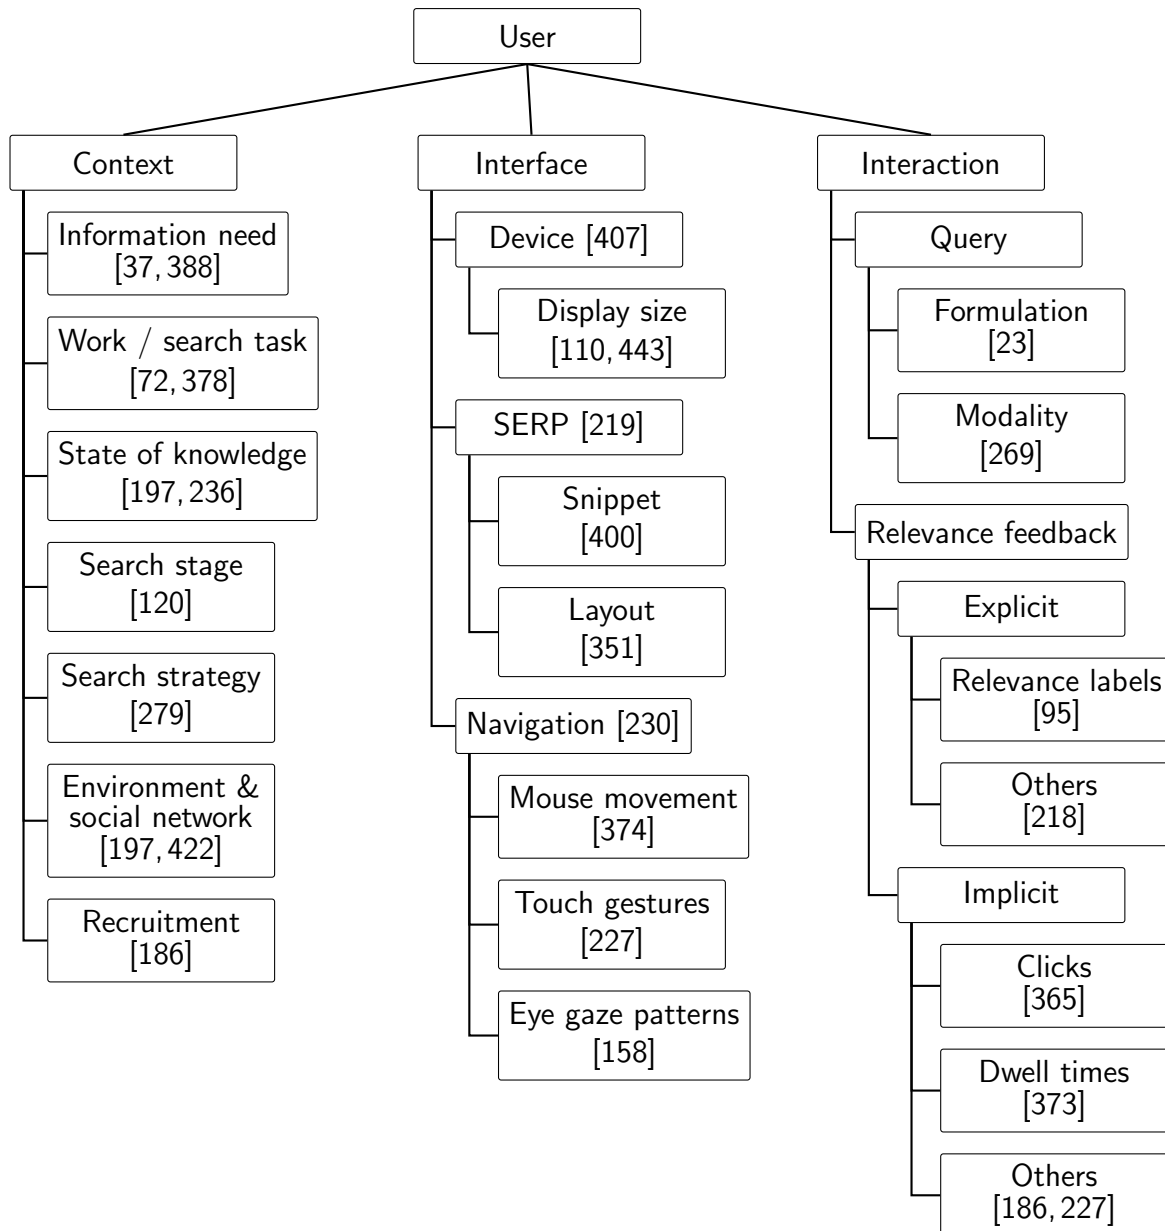 User
Context
Information need
[37, 388]
Work / search task
[72, 378]
State of knowledge
[197, 236]
Search stage
[120]
Search strategy
[279]
Environment &
social network
[197, 422]
Recruitment
[186]
Interface
Device [407]
Display size
[110, 443]
SERP [219]
Snippet
[400]
Layout
[351]
Navigation [230]
Mouse movement
[374]
Touch gestures
[227]
Eye gaze patterns
[158]
Interaction
Query
Formulation
[23]
Modality
[269]
Relevance feedback
Explicit
Relevance labels
[95]
Others
[218]
Implicit
Clicks
[365]
Dwell times
[373]
Others
[186, 227]